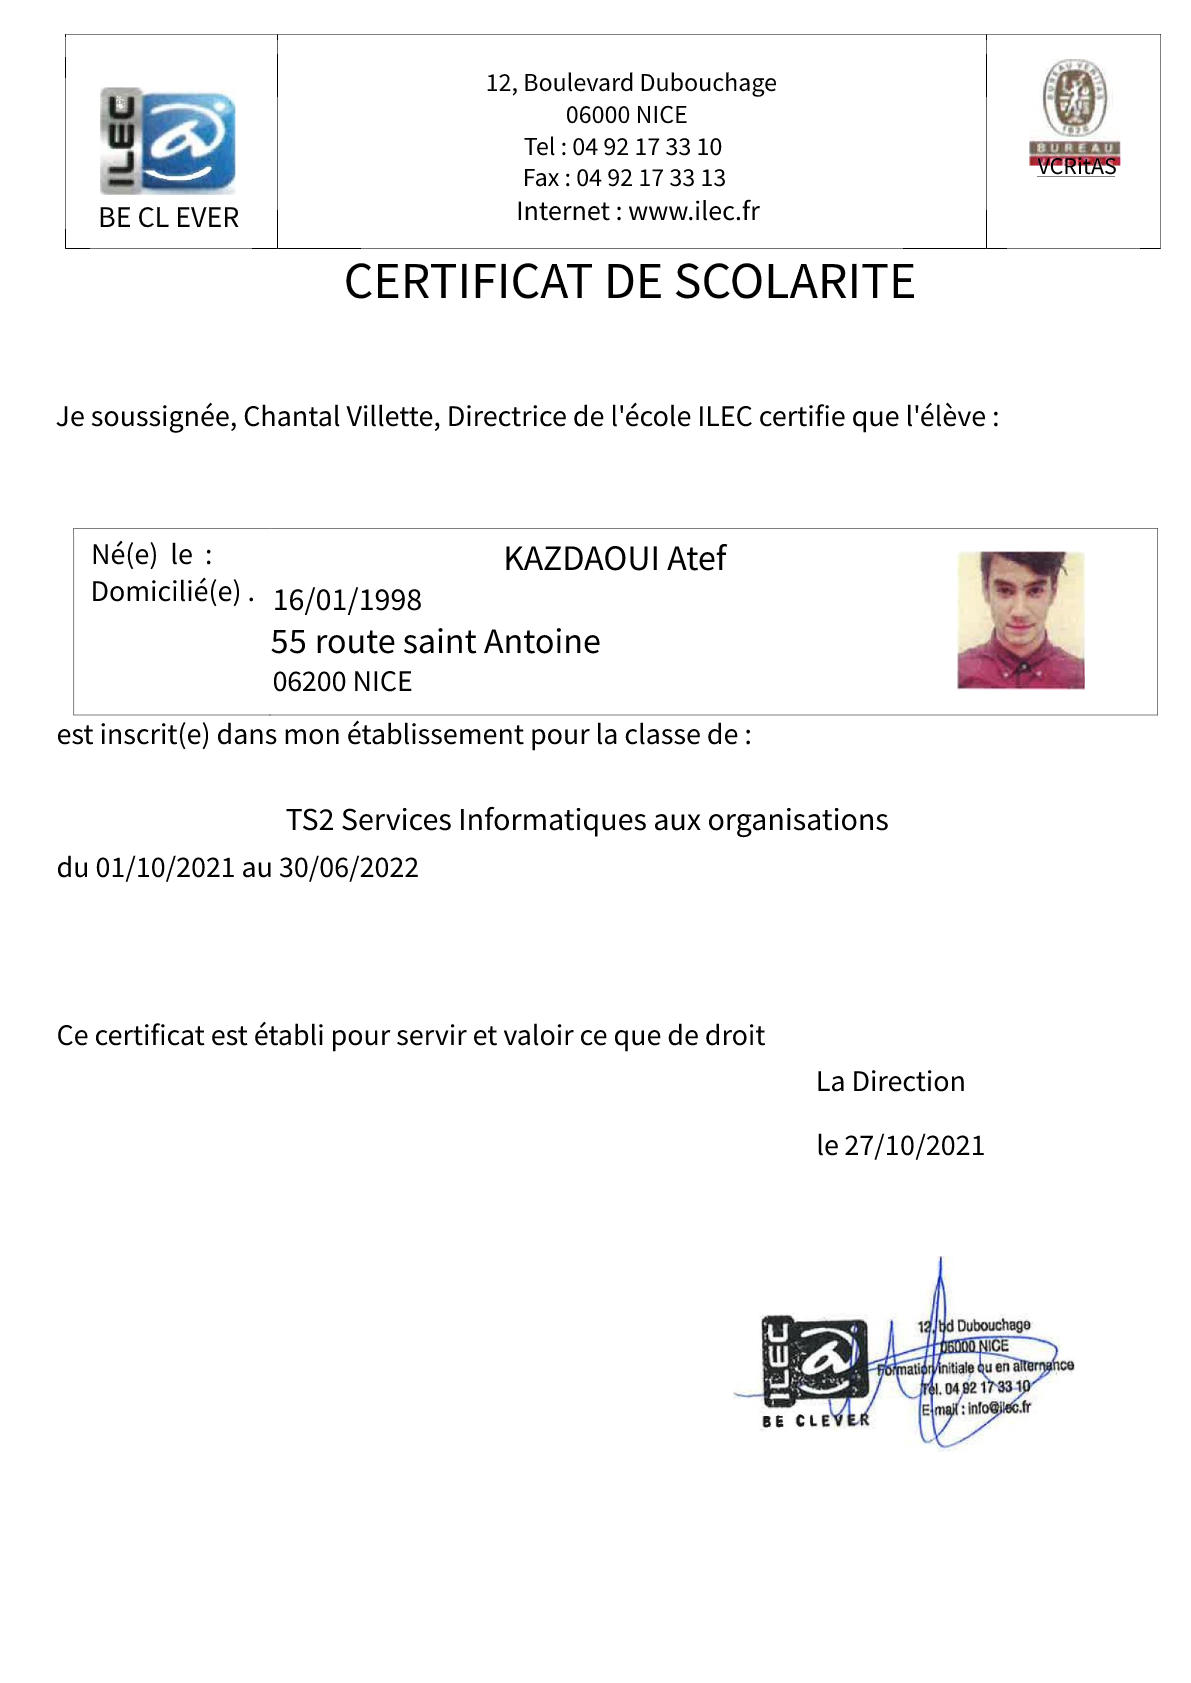 ILEC
BE CL EVER
12, Boulevard Dubouchage
06000 NICE
Tel : 04 92 17 33 10
Fax : 04 92 17 33 13
Internet : www.ilec.fr
BUREAU VERITAS
1828
BUREAU
VCRitAS
CERTIFICAT DE SCOLARITE
Je soussignée, Chantal Villette, Directrice de l'école ILEC certifie que l'élève :
Né(e) le :
KAZDAOUI Atef
Domicilié(e) .
16/01/1998
55 route saint Antoine
06200 NICE
est inscrit(e) dans mon établissement pour la classe de :
TS2 Services Informatiques aux organisations
du 01/10/2021 au 30/06/2022
Ce certificat est établi pour servir et valoir ce que de droit
La Direction
le 27/10/2021
ILEC
BE CLEVER
12, bd Dubouchage
06000 NICE
Formation initiale ou en alternance
Tél. 04 92 17 33 10
E-mail : info@ilec.fr